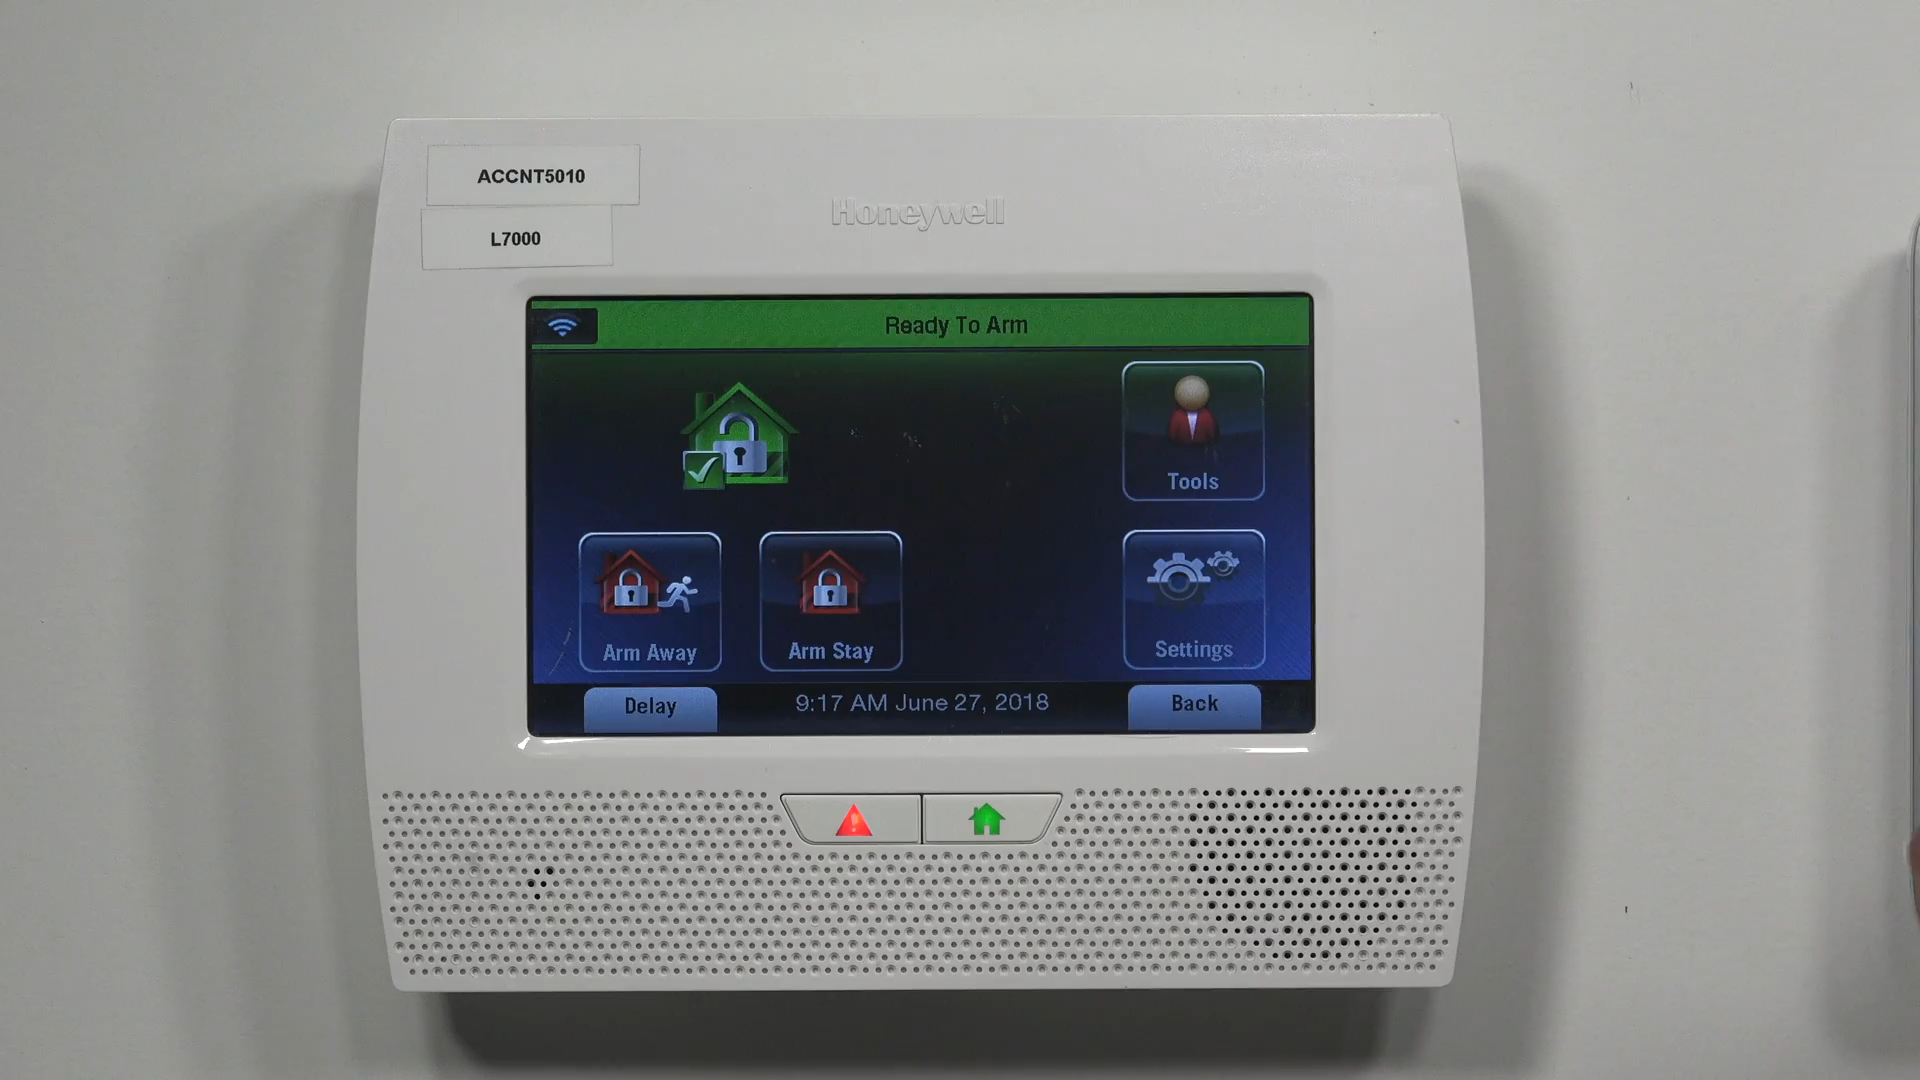 ACCNT5010
L7000
Honeywell
Ready To Arm
Tools
Arm Away
Arm Stay
Settings
Delay
9:17 AM June 27, 2018
Back